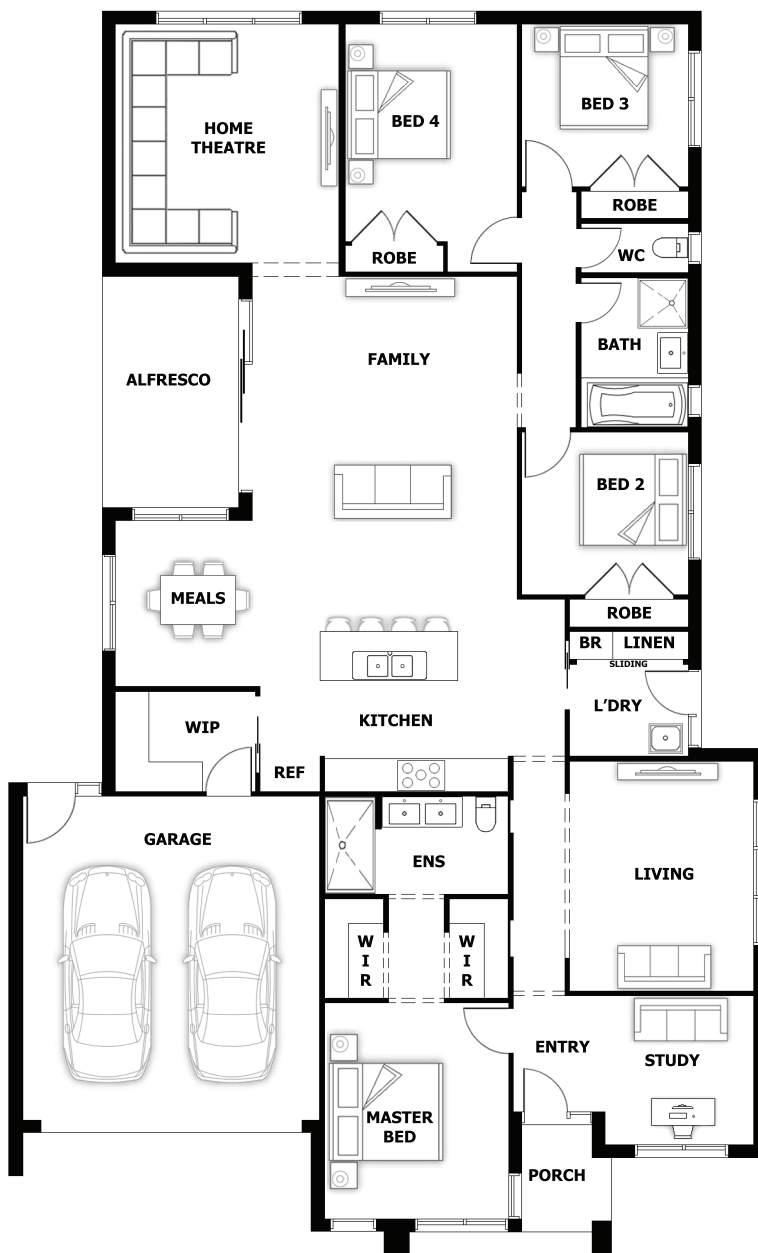 HOME
THEATRE
BED 4
BED 3
ROBE
ROBE
WC
BATH
FAMILY
ALFRESCO
BED 2
MEALS
ROBE
BR
LINEN
SLIDING
L'DRY
WIP
KITCHEN
REF
GARAGE
ENS
LIVING
W
I
R
W
I
R
ENTRY
STUDY
MASTER
BED
PORCH